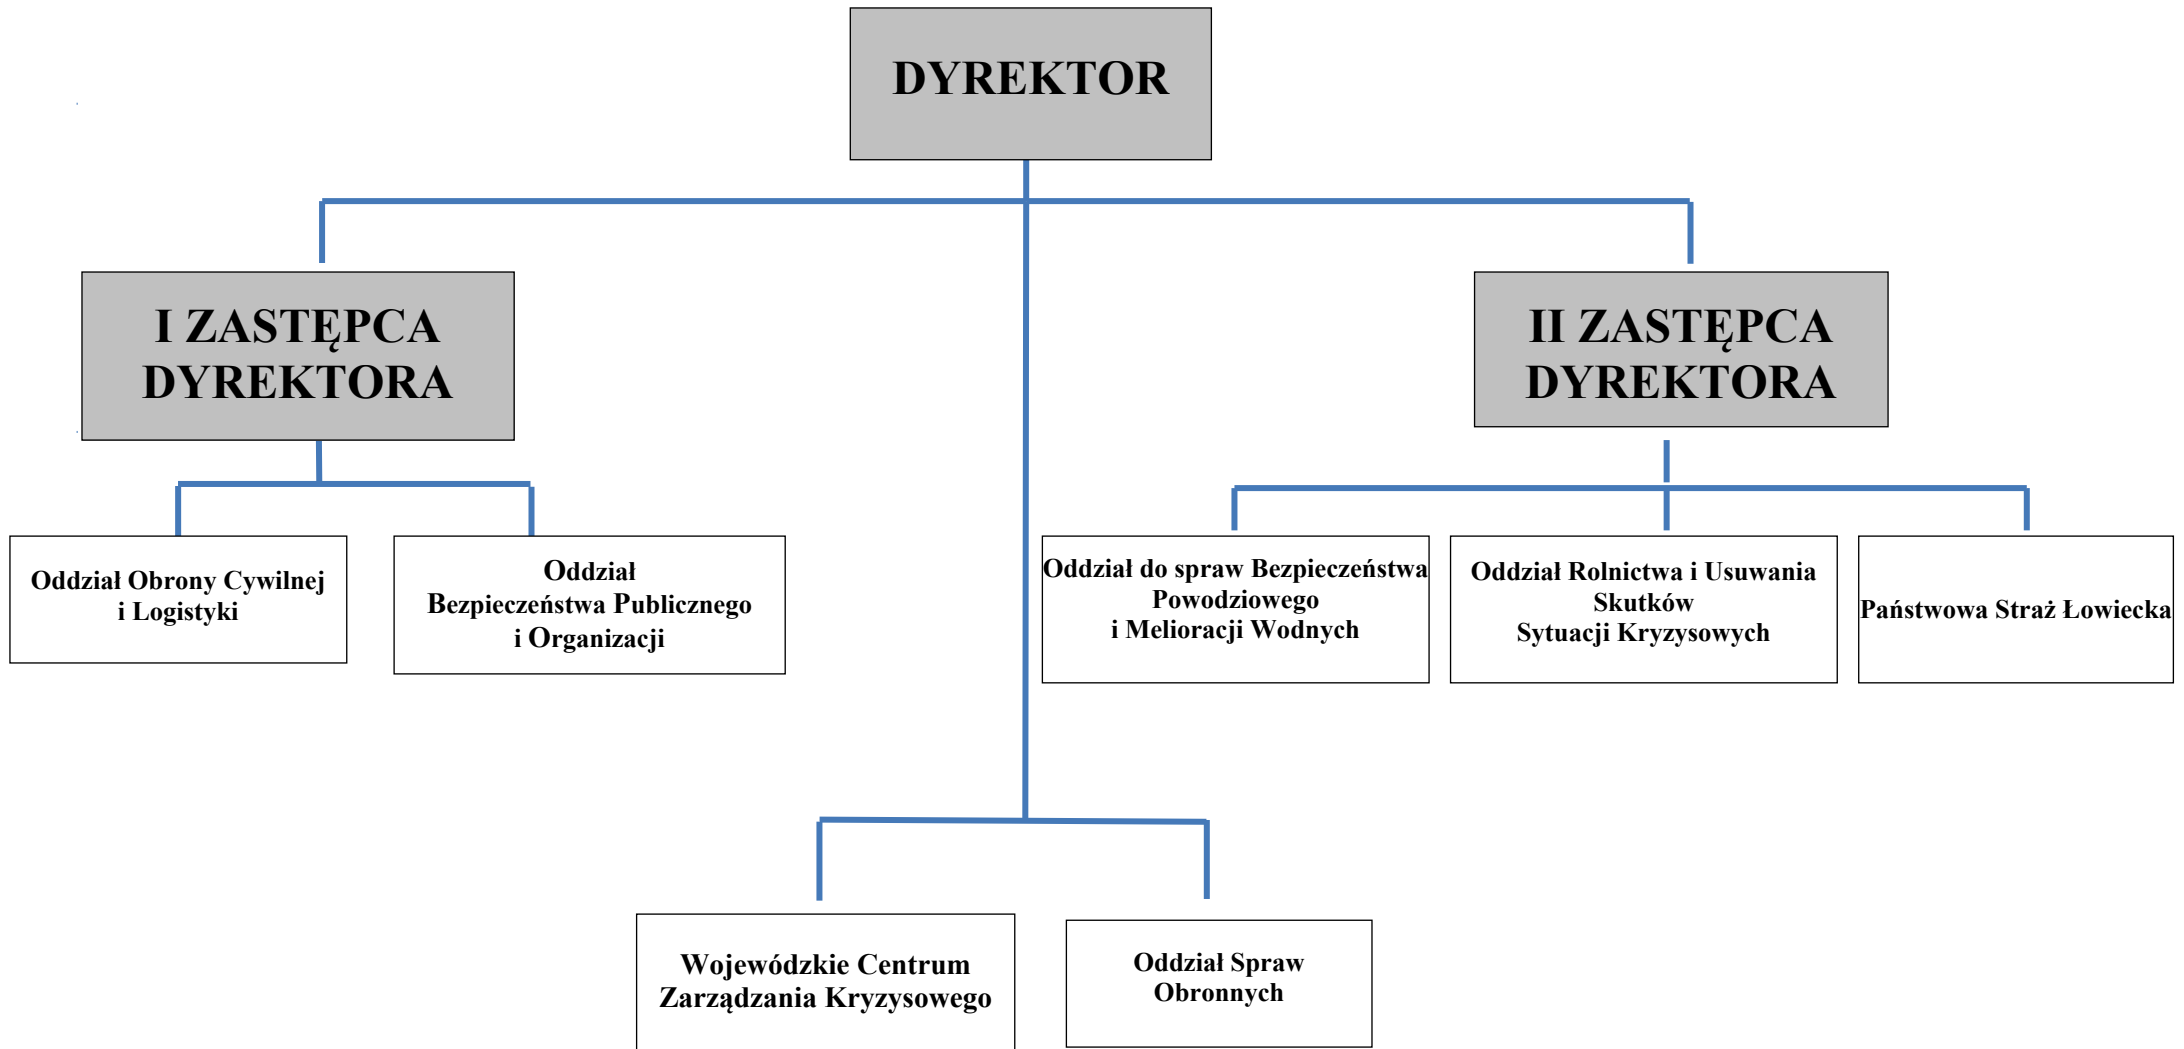 DYREKTOR
I ZASTĘPCA
DYREKTORA
II ZASTĘPCA
DYREKTORA
Oddział Obrony Cywilnej
i Logistyki
Oddział
Bezpieczeństwa Publicznego
i Organizacji
Oddział do spraw Bezpieczeństwa
Powodziowego
i Melioracji Wodnych
Oddział Rolnictwa i Usuwania
Skutków
Sytuacji Kryzysowych
Państwowa Straż Łowiecka
Wojewódzkie Centrum
Zarządzania Kryzysowego
Oddział Spraw
Obronnych